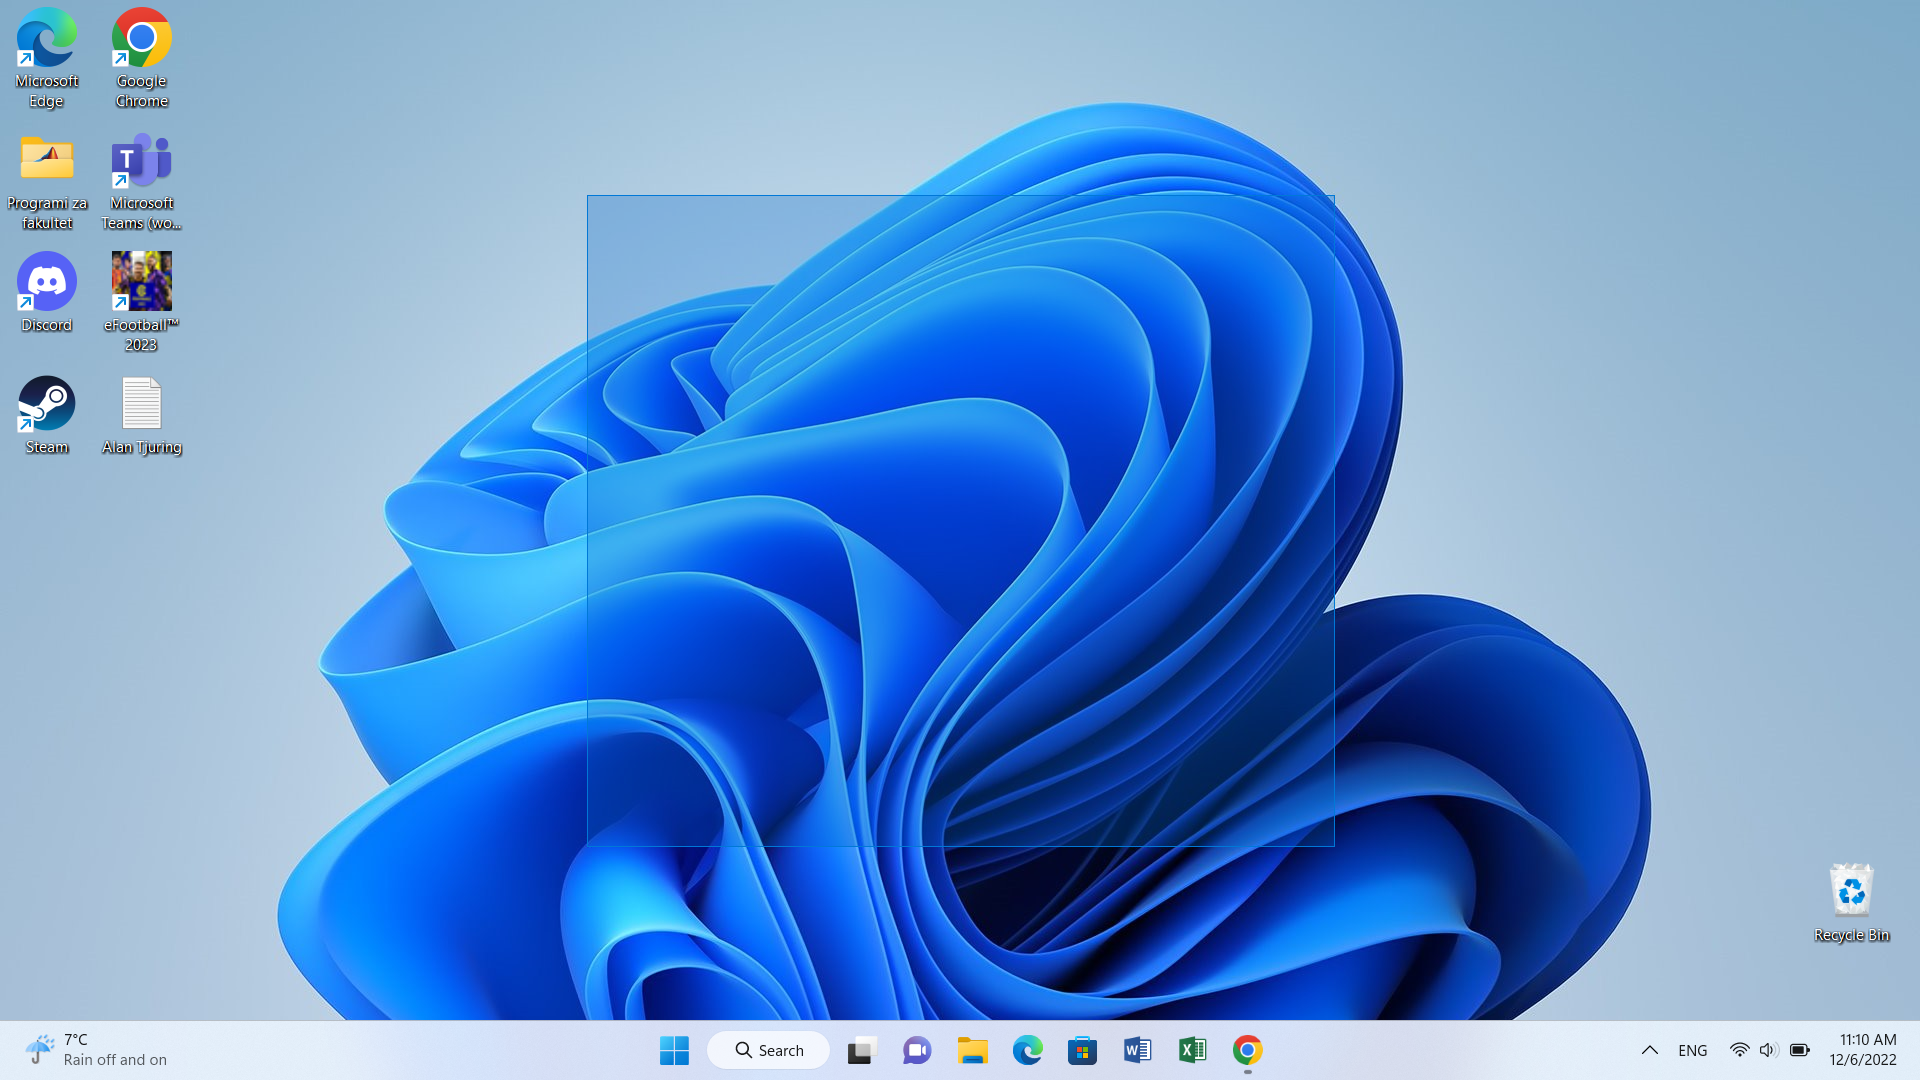 Microsoft
Edge
Google
Chrome
Programi za
fakultet
T
Microsoft
Teams (wo...
Discord
eFootball™
2023
Steam
Alan Tjuring
Recycle Bin
7°C
Rain off and on
Search
W
X
ENG
11:10 AM
12/6/2022